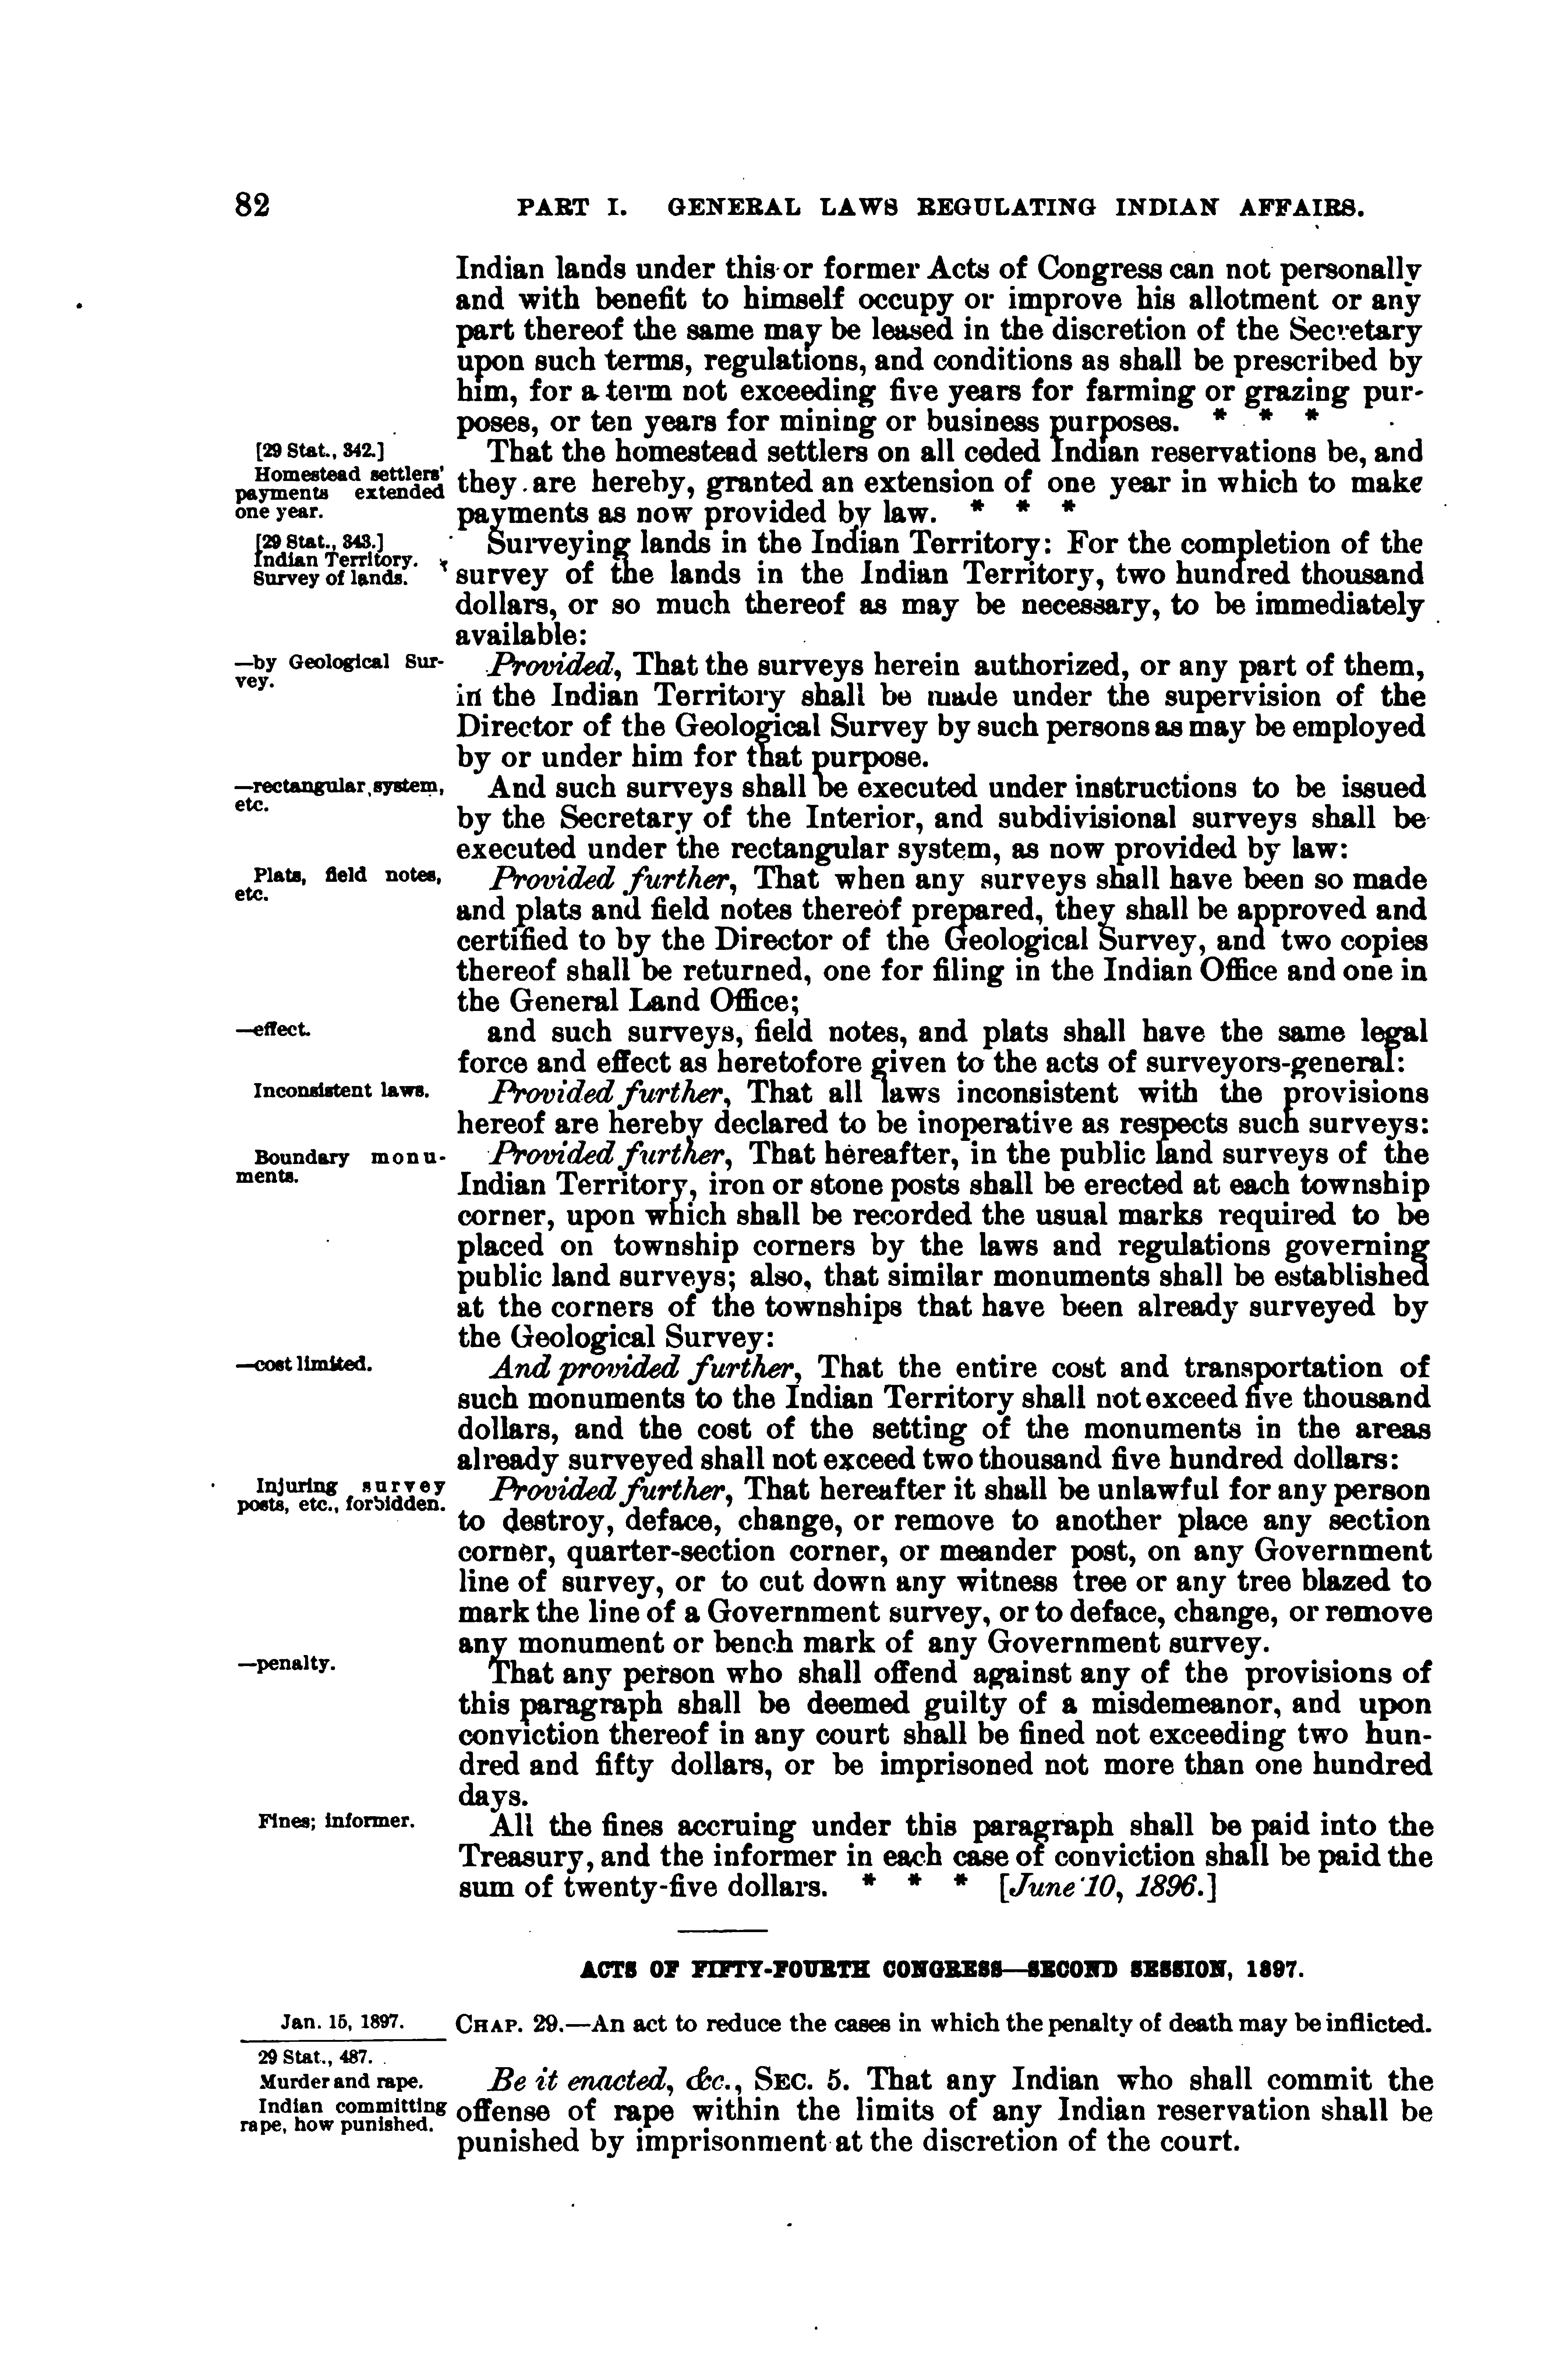 82 PART I. GENERAL LAWS REGULATING INDIAN AFFAIRS.
Indian lands under this or former Acts of Congress can not personally
and with benefit to himself occupy or improve his allotment or any
part thereof the same may be leased in the discretion of the Secretary
upon such terms, regulations, and conditions as shall be prescribed by
him, for a term not exceeding five years for farming or grazing pur-
poses, or ten years for mining or business purposes. * * *
[29 Stat., 342.]
Homestead settlers'
payments extended
one year.
That the homestead settlers on all ceded Indian reservations be, and
they are hereby, granted an extension of one year in which to make
payments as now provided by law. * * *
[29 Stat., 343.]
Indian Territory.
Survey of lands.
Surveying lands in the Indian Territory: For the completion of the
survey of the lands in the Indian Territory, two hundred thousand
dollars, or so much thereof as may be necessary, to be immediately
available:
—by Geological Sur-
vey.
Provided, That the surveys herein authorized, or any part of them,
in the Indian Territory shall be made under the supervision of the
Director of the Geological Survey by such persons as may be employed
by or under him for that purpose.
—rectangular system,
etc.
And such surveys shall be executed under instructions to be issued
by the Secretary of the Interior, and subdivisional surveys shall be
executed under the rectangular system, as now provided by law:
Plats, field notes,
etc.
Provided further, That when any surveys shall have been so made
and plats and field notes thereof prepared, they shall be approved and
certified to by the Director of the Geological Survey, and two copies
thereof shall be returned, one for filing in the Indian Office and one in
the General Land Office;
—effect.
and such surveys, field notes, and plats shall have the same legal
force and effect as heretofore given to the acts of surveyors-general:
Inconsistent laws.
Provided further, That all laws inconsistent with the provisions
hereof are hereby declared to be inoperative as respects such surveys:
Boundary monu-
ments.
Provided further, That hereafter, in the public land surveys of the
Indian Territory, iron or stone posts shall be erected at each township
corner, upon which shall be recorded the usual marks required to be
placed on township corners by the laws and regulations governing
public land surveys; also, that similar monuments shall be established
at the corners of the townships that have been already surveyed by
the Geological Survey:
—cost limited.
And provided further, That the entire cost and transportation of
such monuments to the Indian Territory shall not exceed five thousand
dollars, and the cost of the setting of the monuments in the areas
already surveyed shall not exceed two thousand five hundred dollars:
Injuring survey
posts, etc., forbidden.
Provided further, That hereafter it shall be unlawful for any person
to destroy, deface, change, or remove to another place any section
corner, quarter-section corner, or meander post, on any Government
line of survey, or to cut down any witness tree or any tree blazed to
mark the line of a Government survey, or to deface, change, or remove
any monument or bench mark of any Government survey.
—penalty.
That any person who shall offend against any of the provisions of
this paragraph shall be deemed guilty of a misdemeanor, and upon
conviction thereof in any court shall be fined not exceeding two hun-
dred and fifty dollars, or be imprisoned not more than one hundred
days.
Fines; informer.
All the fines accruing under this paragraph shall be paid into the
Treasury, and the informer in each case of conviction shall be paid the
sum of twenty-five dollars. * * * [June 10, 1896.]
ACTS OF FIFTY-FOURTH CONGRESS—SECOND SESSION, 1897.
Jan. 15, 1897.
CHAP. 29.—An act to reduce the cases in which the penalty of death may be inflicted.
29 Stat., 487.
Murder and rape.
Indian committing
rape, how punished.
Be it enacted, &c., SEC. 5. That any Indian who shall commit the
offense of rape within the limits of any Indian reservation shall be
punished by imprisonment at the discretion of the court.